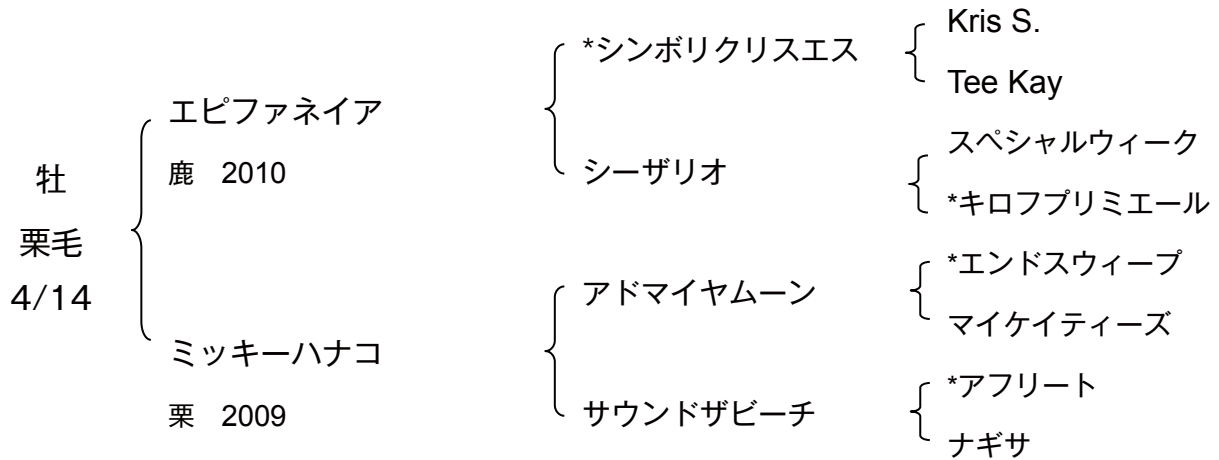 牡
栗毛
4/14
エピファネイア
鹿 2010
ミッキーハナコ
栗 2009
*シンボリクリスエス
シーザリオ
アドマイヤムーン
サウンドザビーチ
Kris S.
Tee Kay
スペシャルウィーク
*キロフプリミエール
*エンドスウィープ
マイケイティーズ
*アフリート
ナギサ